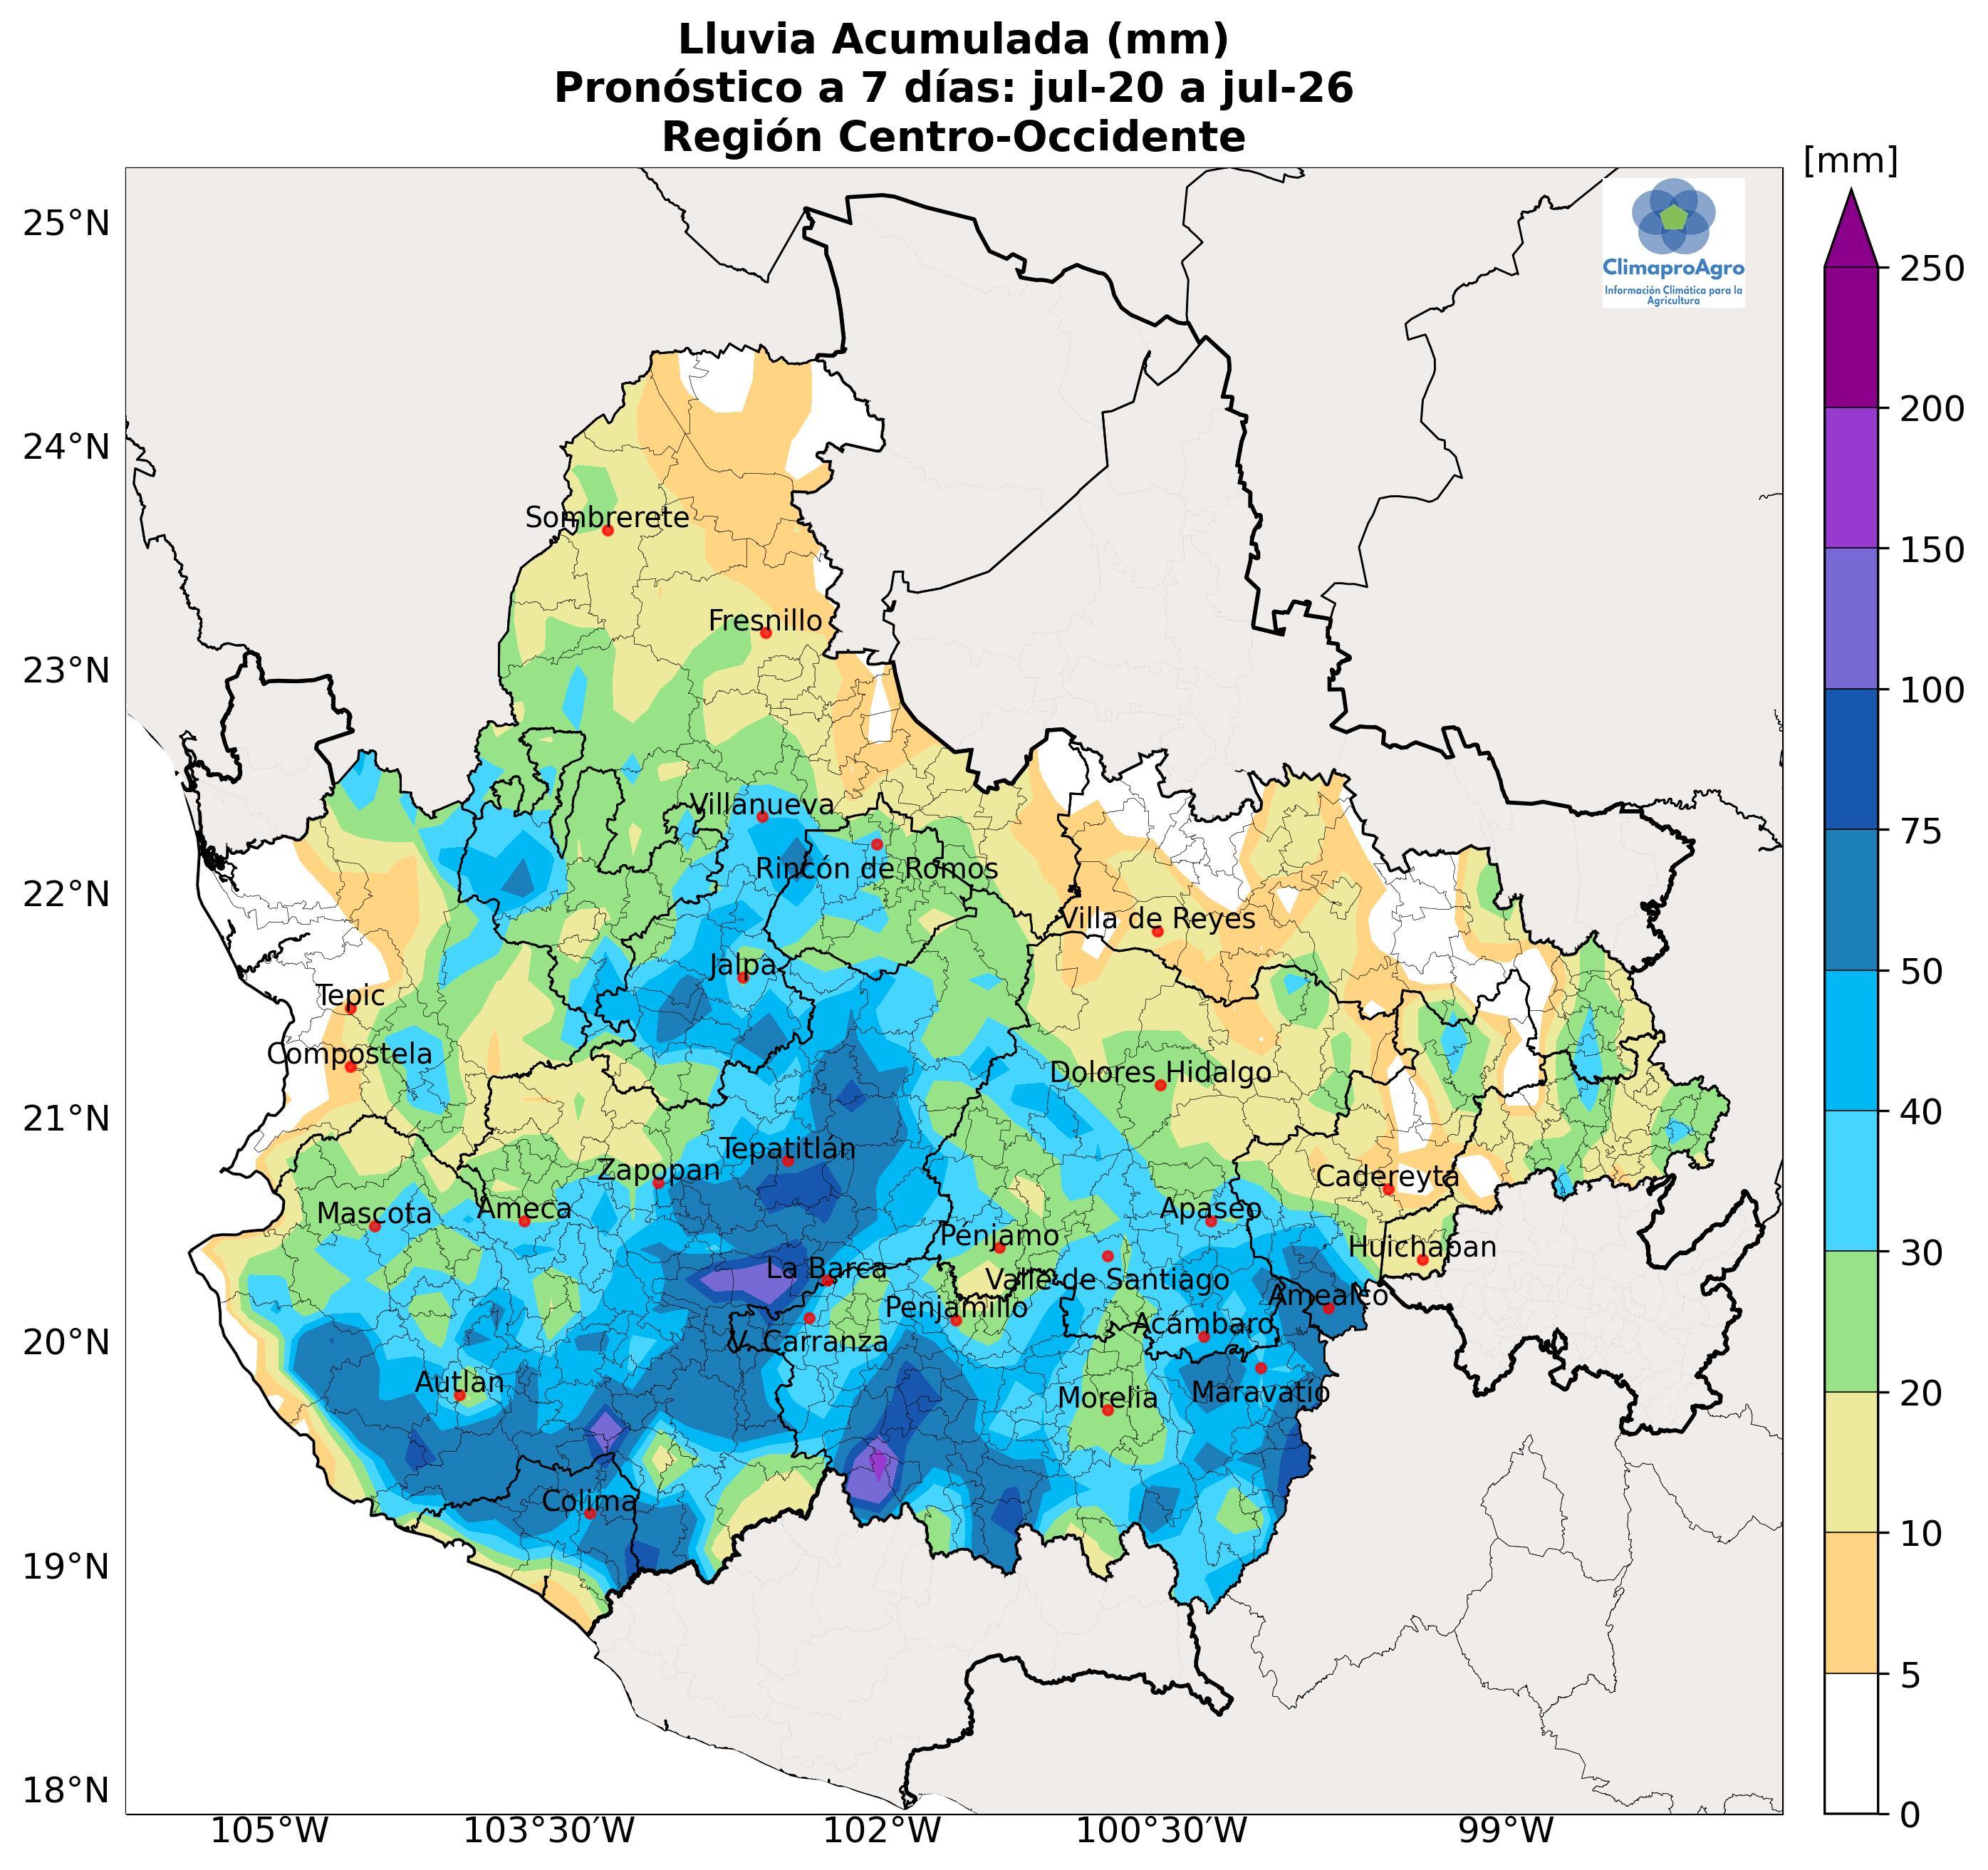 Lluvia Acumulada (mm)
Pronóstico a 7 días: jul-20 a jul-26
Región Centro-Occidente
[mm]
ClimaproAgro
Información Climática para la
Agricultura
25°N
24°N
23°N
22°N
21°N
20°N
19°N
18°N
Sombrerete
Fresnillo
Villanueva
Rincón de Romos
Villa de Reyes
Jalpa
Tepic
Compostela
Dolores Hidalgo
Tepatitlán
Zapopan
Cadereyta
Mascota
Ameca
Apaseo
Penjamo
Huichapan
La Barca
Valle de Santiago
Amealco
Penjamillo
Acámbaro
V. Carranza
Autlan
Morelia
Maravatío
Colima
105°W
103°30'W
102°W
100°30'W
99°W
250
200
150
100
75
50
40
30
20
10
5
0